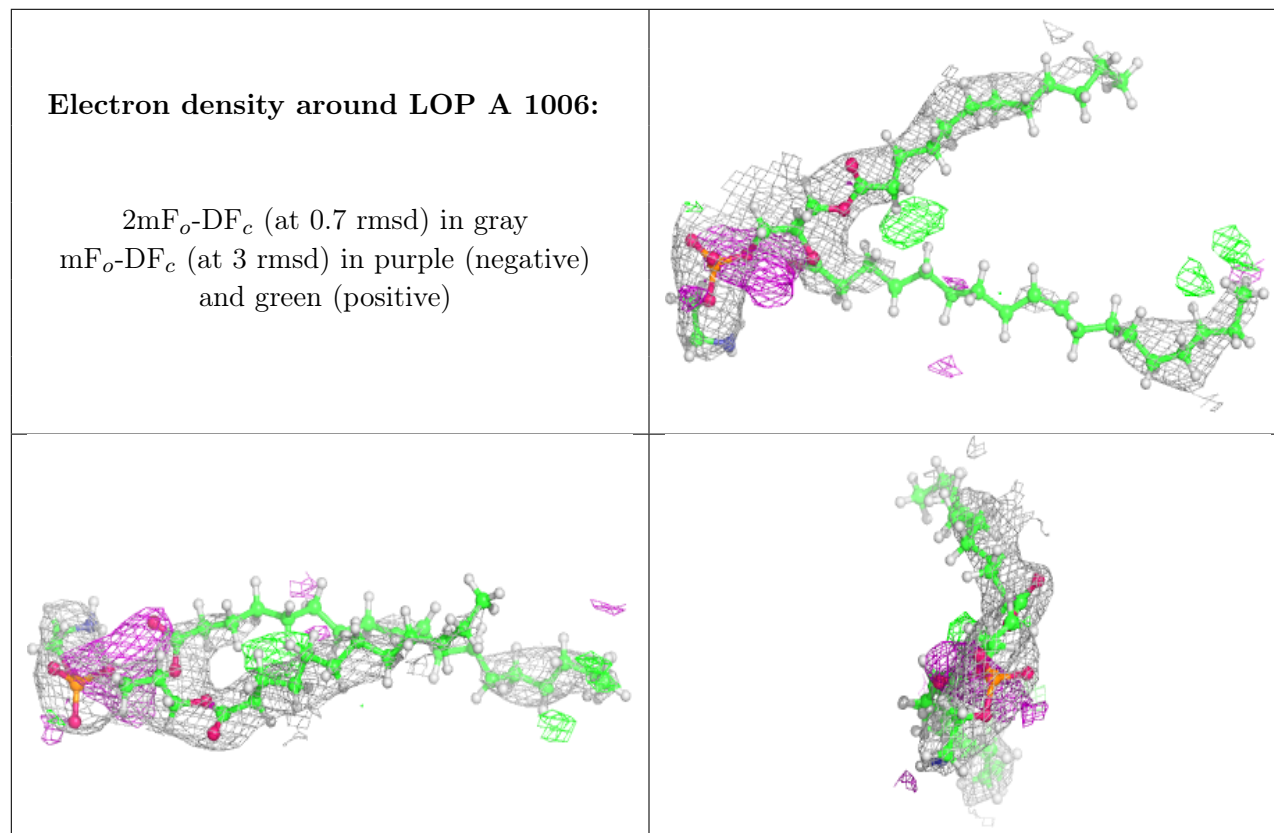 Electron density around LOP A 1006:
2mFo-DFc (at 0.7 rmsd) in gray
mFo-DFc (at 3 rmsd) in purple (negative)
and green (positive)